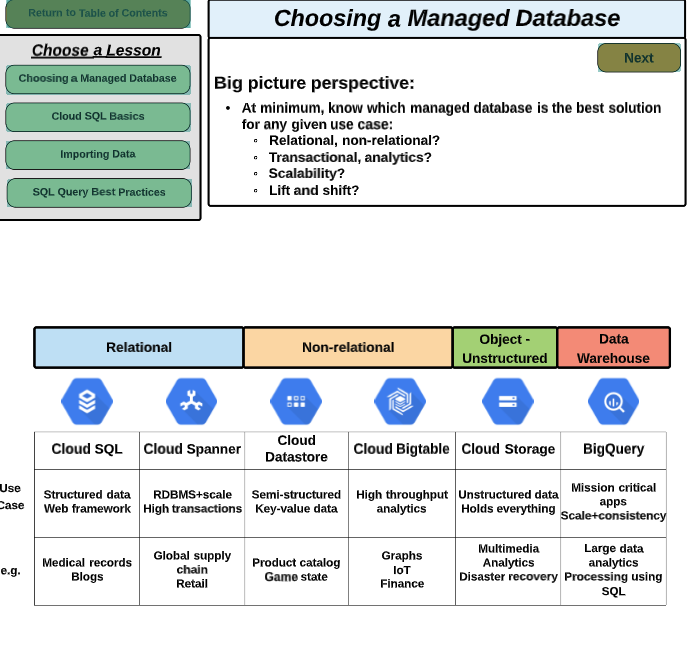 Return to Table of Contents
Choose a Lesson
Choosing a Managed Database
Cloud SQL Basics
Importing Data
SQL Query Best Practices
Choosing a Managed Database
Next
Big picture perspective:
• At minimum, know which managed database is the best solution
for any given use case:
◦ Relational, non-relational?
◦ Transactional, analytics?
◦ Scalability?
◦ Lift and shift?
Relational
Non-relational
Object -
Unstructured
Data
Warehouse
Cloud SQL
Cloud Spanner
Cloud
Datastore
Cloud Bigtable
Cloud Storage
BigQuery
Use
Case
Structured data
Web framework
RDBMS+scale
High transactions
Semi-structured
Key-value data
High throughput
analytics
Unstructured data
Holds everything
Mission critical
apps
Scale+consistency
e.g.
Medical records
Blogs
Global supply
chain
Retail
Product catalog
Game state
Graphs
IoT
Finance
Multimedia
Analytics
Disaster recovery
Large data
analytics
Processing using
SQL